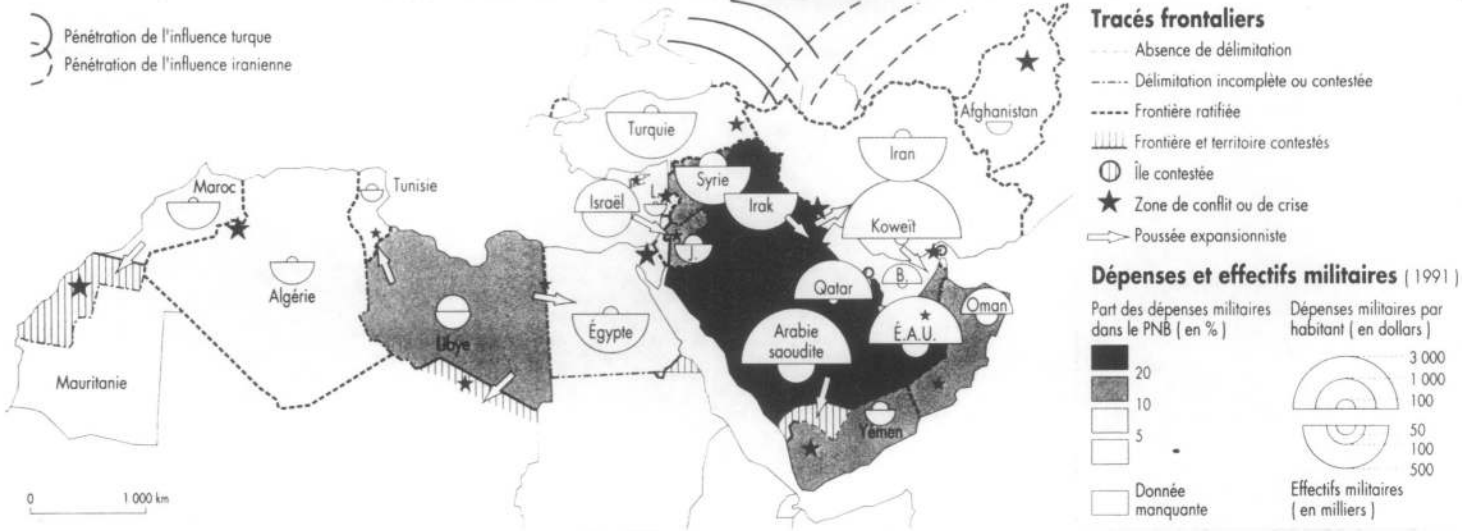 Pénétration de l'influence turque
Pénétration de l'influence iranienne
Turquie
Afghanistan
Iran
Maroc
Tunisie
Israël
L.
Syrie
Irak
Koweit
J.
Algérie
Libye
Égypte
Qatar
B.
Oman
Arabie
saoudite
É.A.U.
Mauritanie
Yémen
0 1 000 km
Tracés frontaliers
Absence de délimitation
Délimitation incomplète ou contestée
Frontière ratifiée
Frontière et territoire contestés
Île contestée
Zone de conflit ou de crise
Poussée expansionniste
Dépenses et effectifs militaires (1991)
Part des dépenses militaires
dans le PNB (en %)
20
10
5
Donnée
manquante
Dépenses militaires par
habitant (en dollars)
3 000
1 000
100
50
100
500
Effectifs militaires
(en milliers)